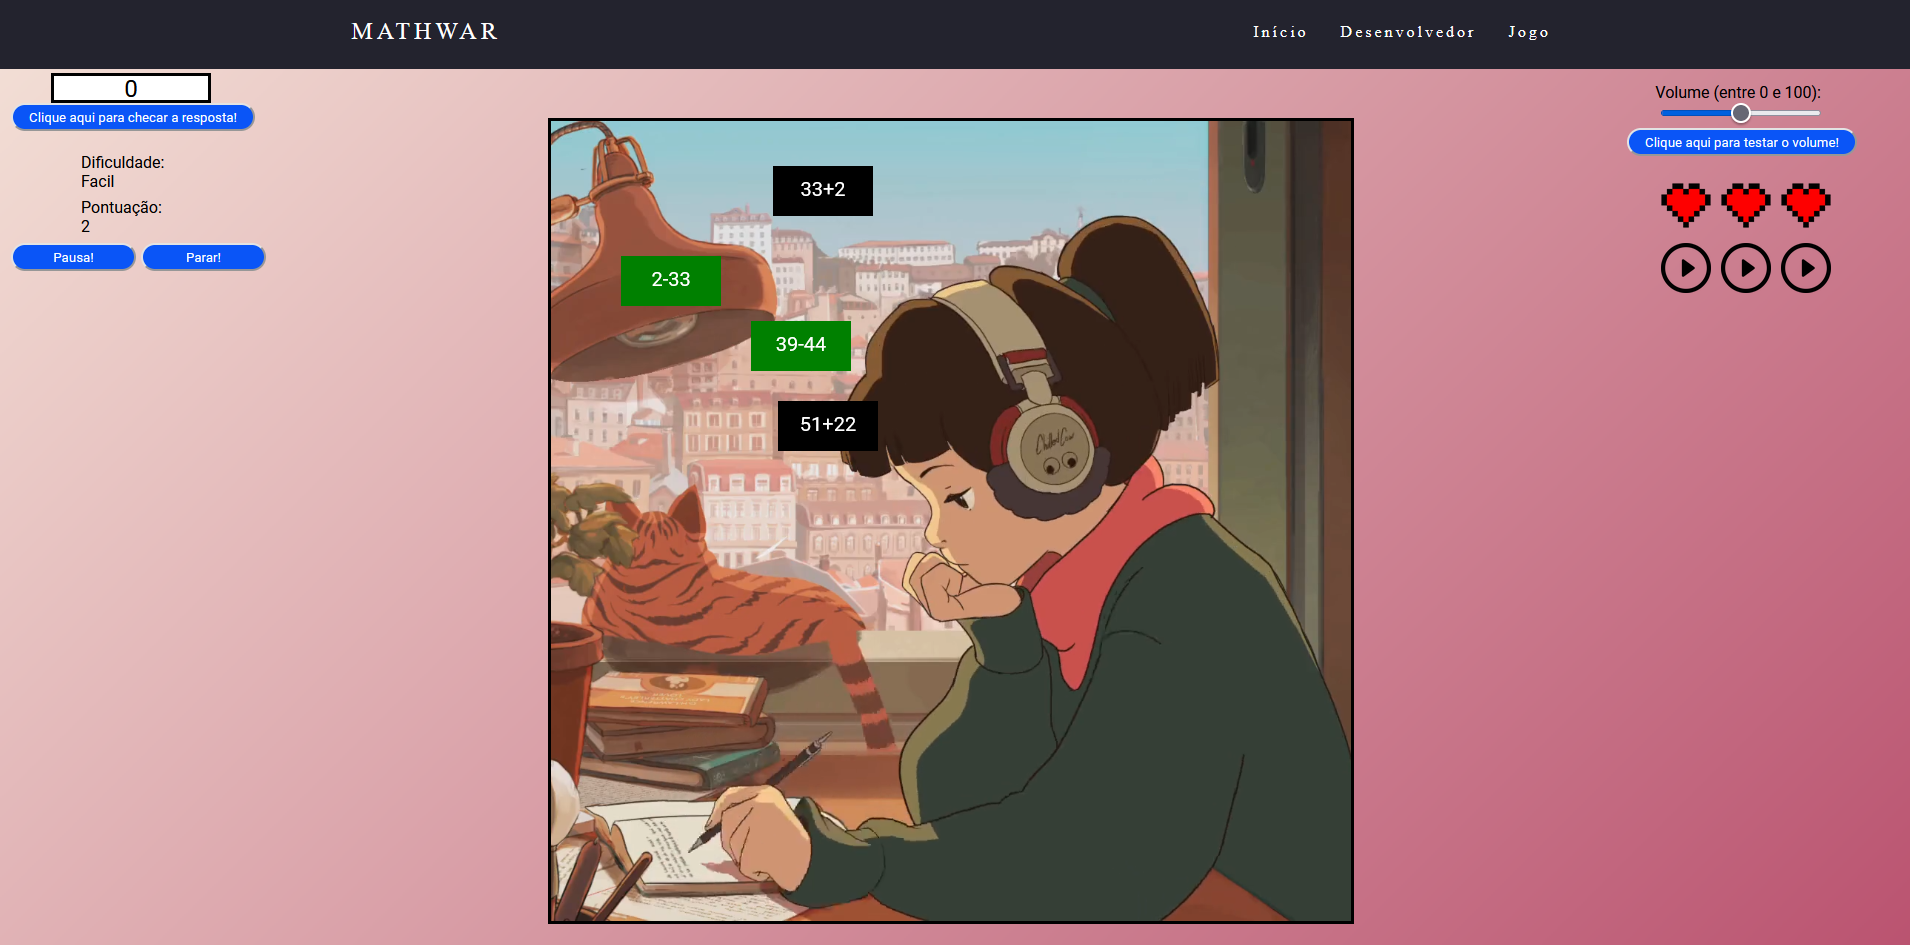 MATHWAR
Início Desenvolvedor Jogo
0
Clique aqui para checar a resposta!
Dificuldade:
Facil
Pontuação:
2
Pausa! Parar!
33+2
2-33
39-44
51+22
Volume (entre 0 e 100):
Clique aqui para testar o volume!